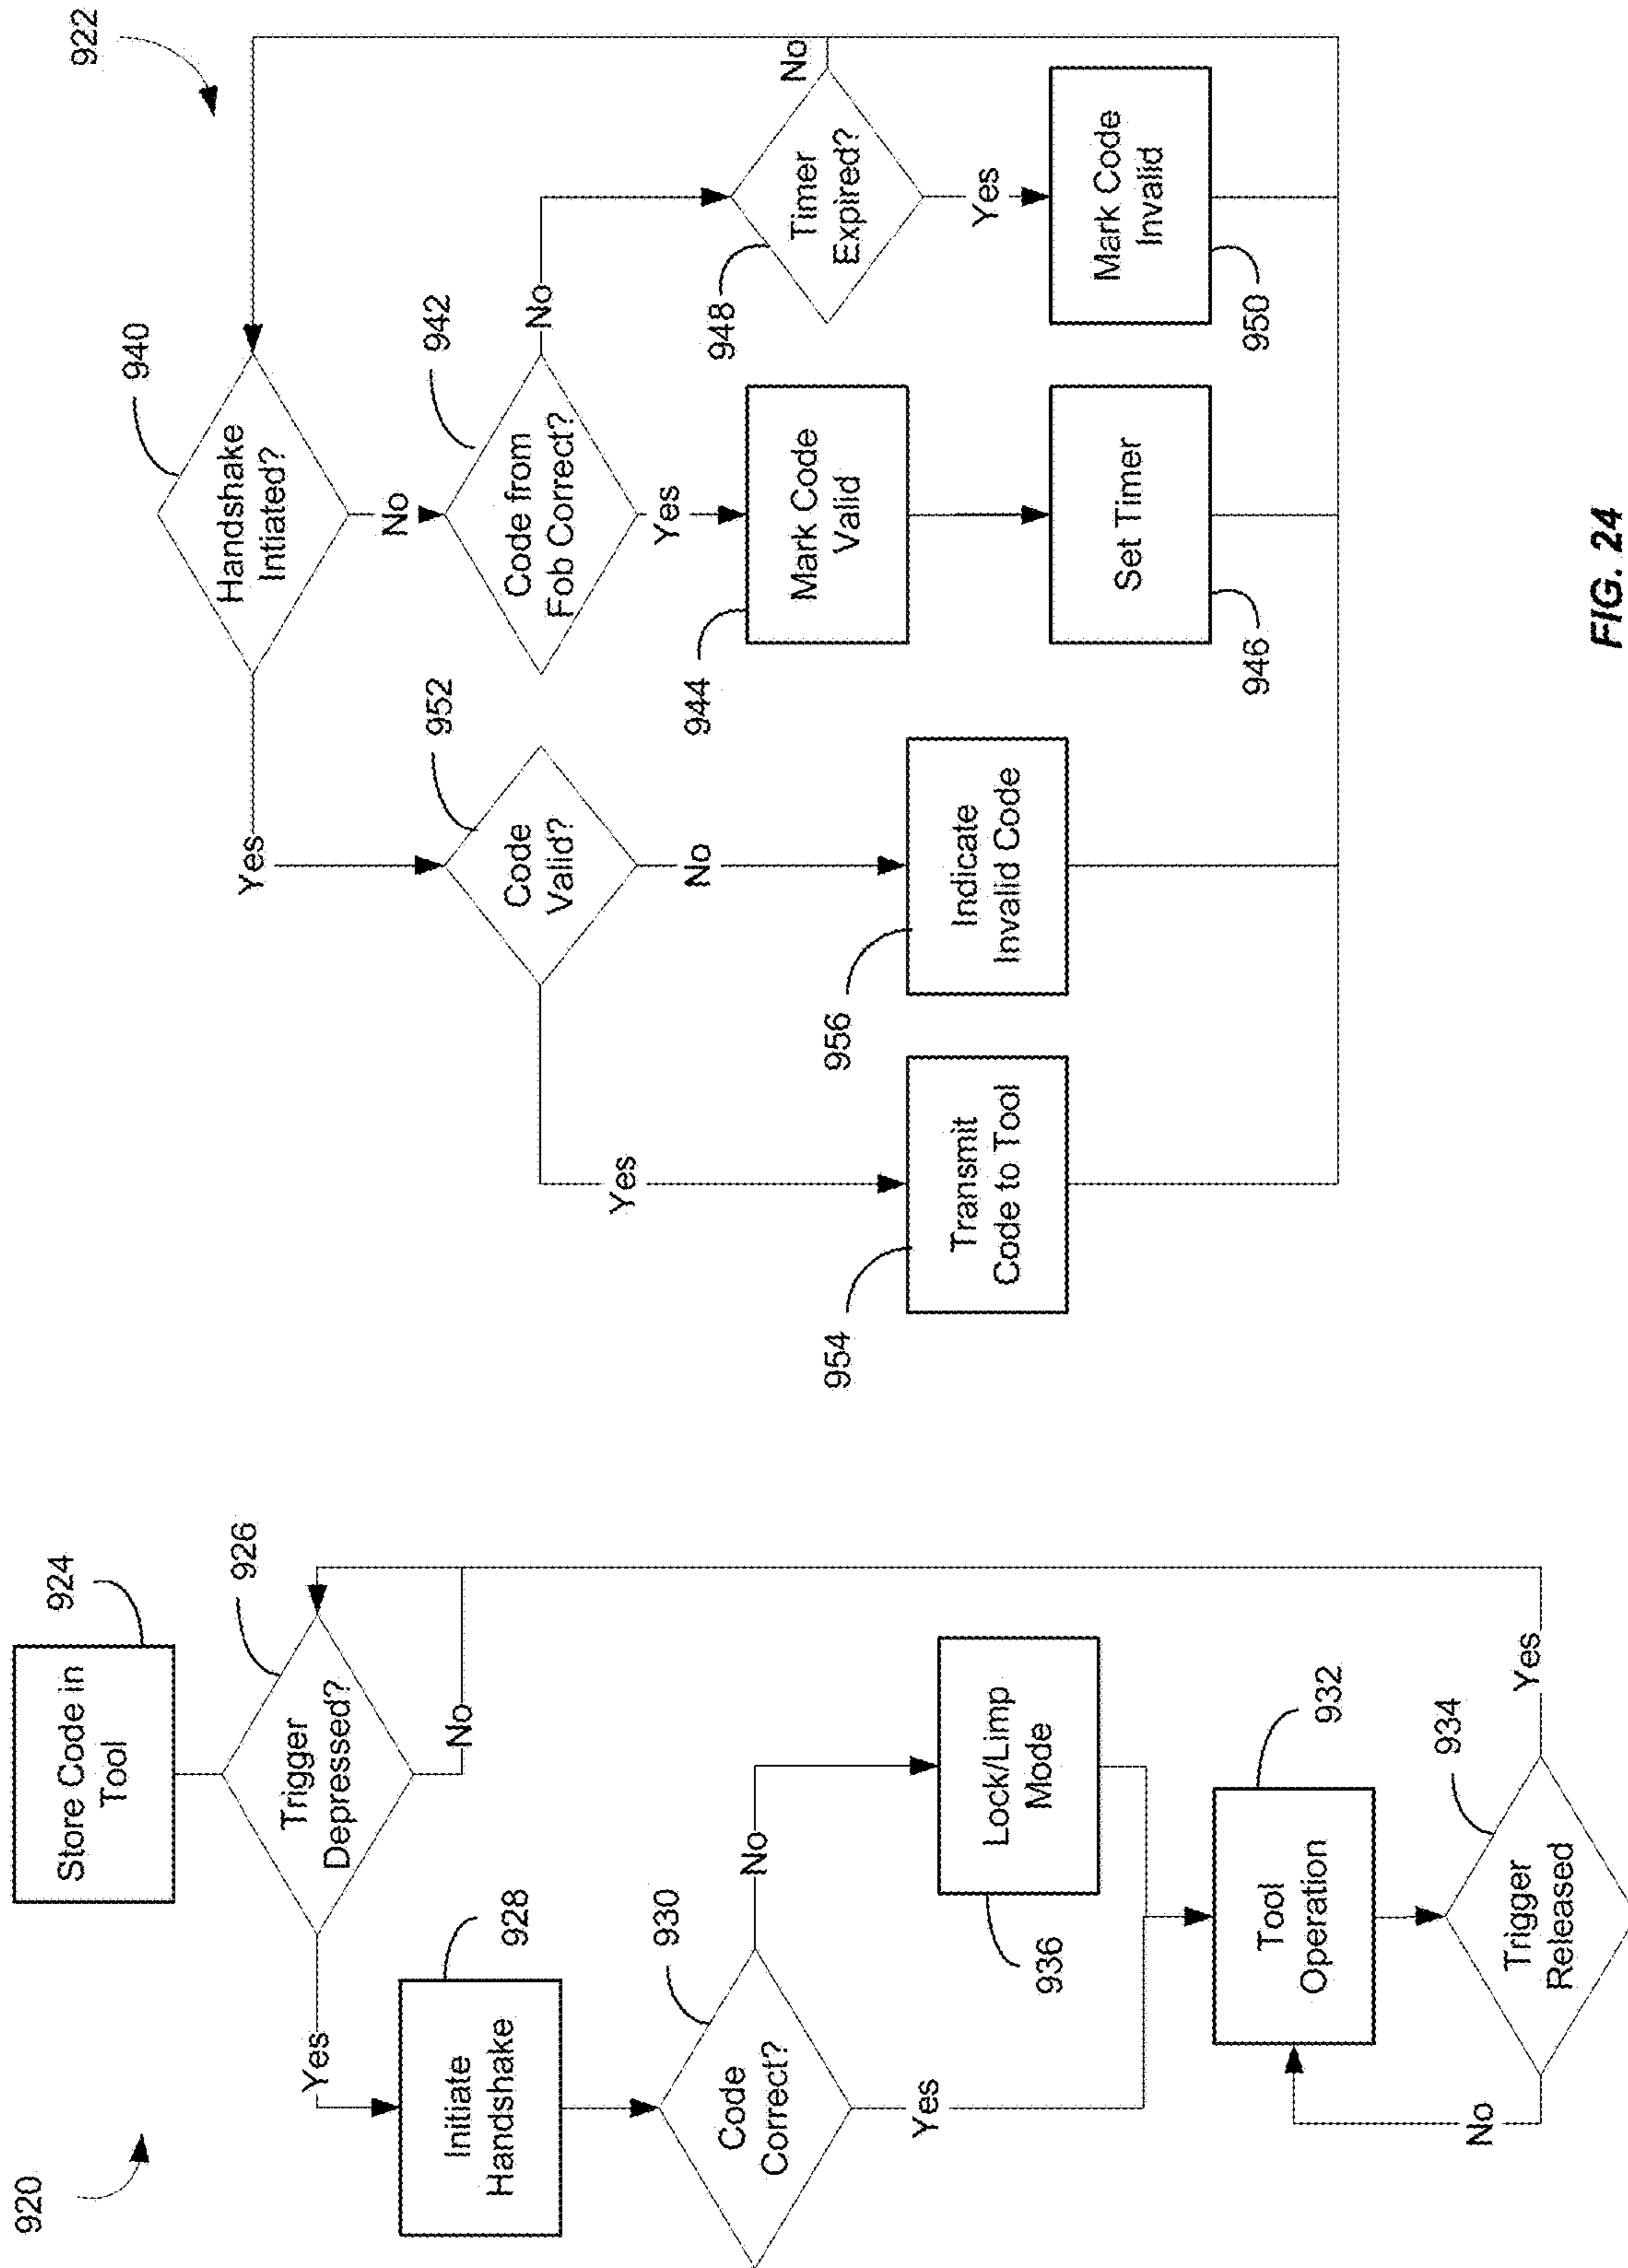 920
Store Code in
Tool
924
Trigger
Depressed?
926
No
Yes
Initiate
Handshake
928
Code
Correct?
930
No
Yes
Lock/Limp
Mode
936
Tool
Operation
932
Trigger
Released
934
No
Yes
922
Handshake
Intiated?
940
Yes
No
Code
Valid?
952
Code from
Fob Correct?
942
No
Yes
No
Yes
Timer
Expired?
948
No
Yes
Mark Code
Valid
944
Transmit
Code to Tool
954
Indicate
Invalid Code
956
Set Timer
946
Mark Code
Invalid
950
FIG. 24